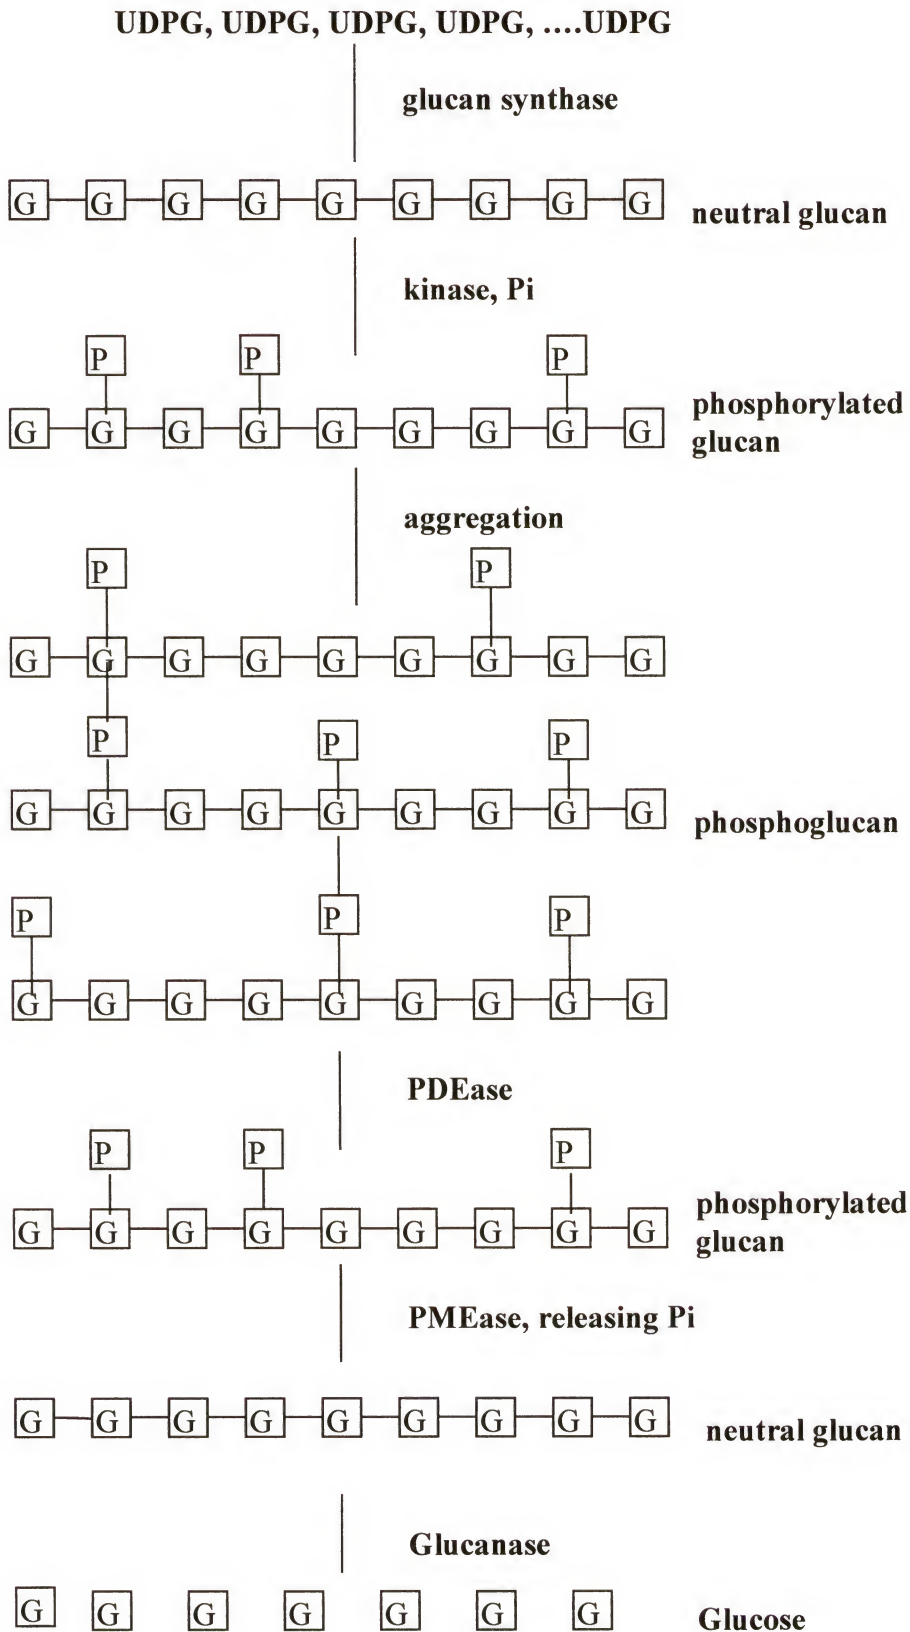 UDPG, UDPG, UDPG, UDPG, ....UDPG
glucan synthase
G G G G G G G G G
neutral glucan
kinase, Pi
P P P
G G G G G G G G G
phosphorylated
glucan
aggregation
P P
G G G G G G G G G
P P P
G G G G G G G G G
phosphoglucan
P P P
G G G G G G G G G
PDEase
P P P
G G G G G G G G G
phosphorylated
glucan
PMEase, releasing Pi
G G G G G G G G G
neutral glucan
Glucanase
G G G G G G G
Glucose